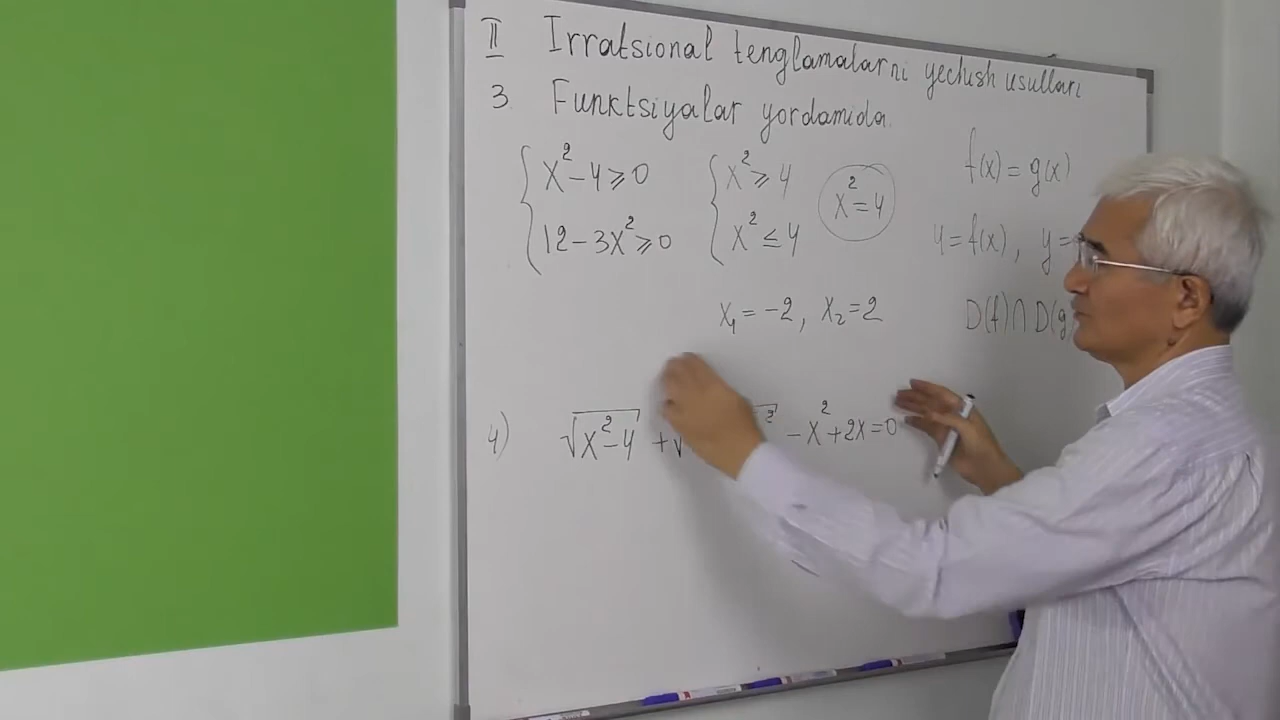 II Irratsional tenglamalarni yechish usullari
3. Funktsiyalar yordamida.
x²-4⩾0 x²⩾4 x²=4 f(x)=g(x)
12-3x²⩾0 x²≤4 y=f(x), y=
x₁=-2, x₂=2 D(f)∩D(g
4) √x²-4 +√ ² -x²+2x=0